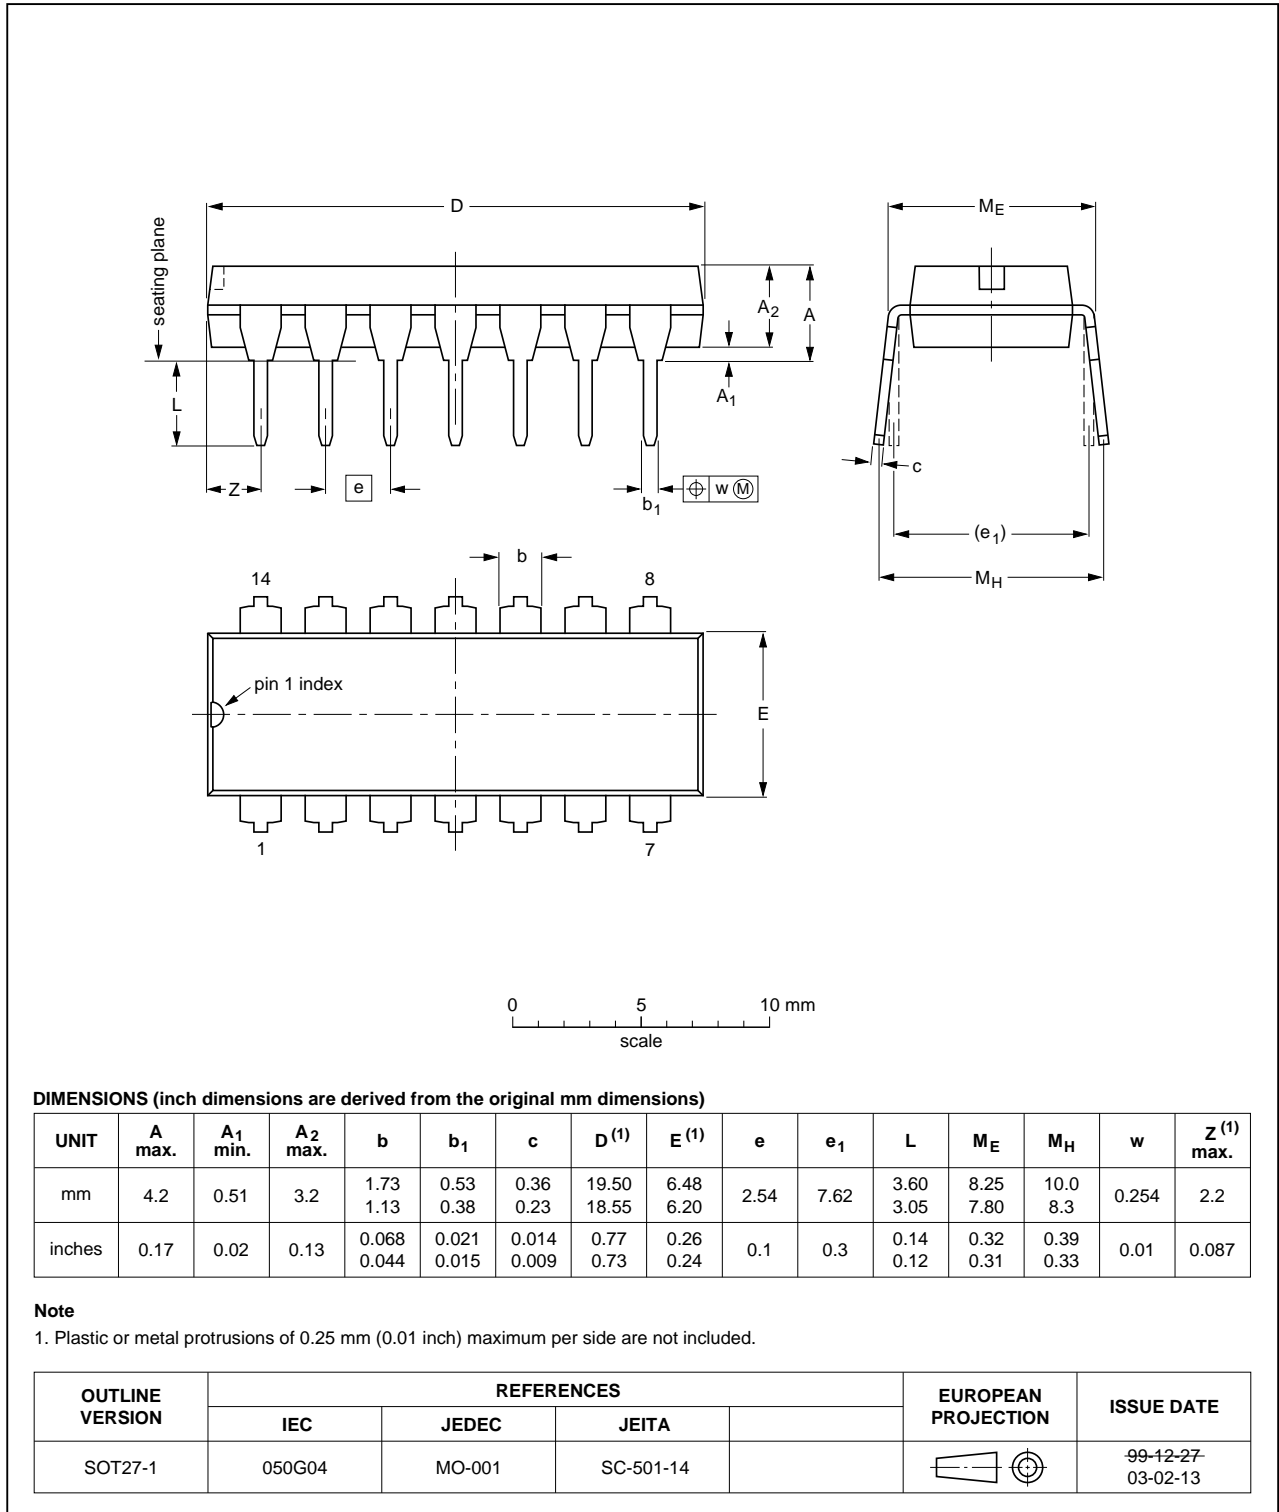 D
ME
seating plane
A2
A
L
A1
c
Z
e
b1
w M
(e1)
MH
b
14
8
pin 1 index
E
1
7
0
5
10 mm
scale
DIMENSIONS (inch dimensions are derived from the original mm dimensions)
UNIT A max. A1 min. A2 max. b b1 c D(1) E(1) e e1 L ME MH w Z(1) max.
mm 4.2 0.51 3.2 1.73 1.13 0.53 0.38 0.36 0.23 19.50 18.55 6.48 6.20 2.54 7.62 3.60 3.05 8.25 7.80 10.0 8.3 0.254 2.2
inches 0.17 0.02 0.13 0.068 0.044 0.021 0.015 0.014 0.009 0.77 0.73 0.26 0.24 0.1 0.3 0.14 0.12 0.32 0.31 0.39 0.33 0.01 0.087
Note
1. Plastic or metal protrusions of 0.25 mm (0.01 inch) maximum per side are not included.
OUTLINE VERSION REFERENCES EUROPEAN PROJECTION ISSUE DATE
IEC JEDEC JEITA
SOT27-1 050G04 MO-001 SC-501-14 99-12-27
03-02-13